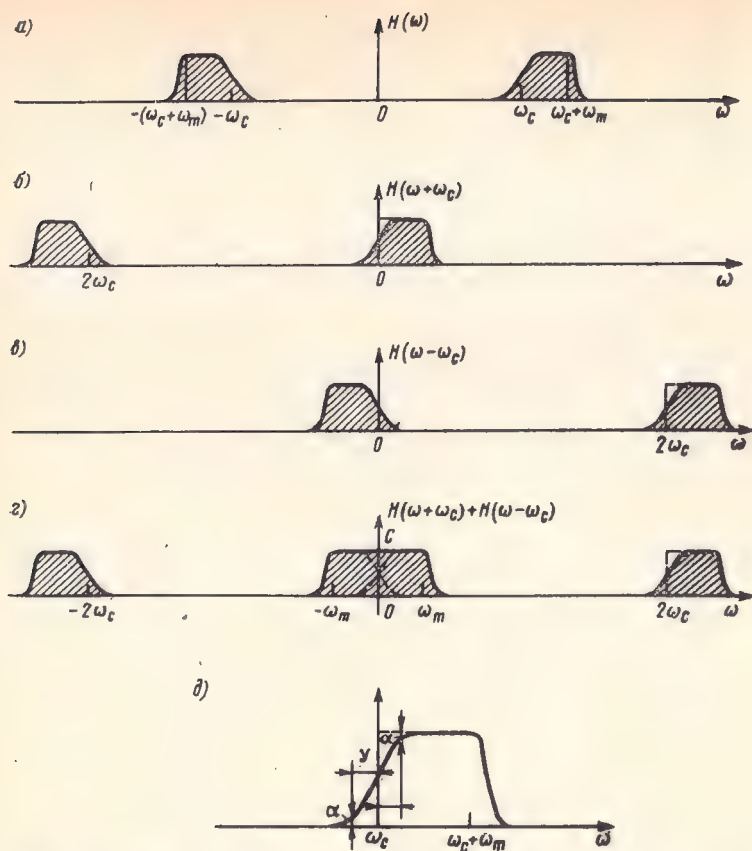 а)
H(ω)
-(ω_c+ω_m) -ω_c 0 ω_c ω_c+ω_m ω
б)
H(ω+ω_c)
2ω_c 0 ω
в)
H(ω-ω_c)
0 2ω_c ω
г)
H(ω+ω_c)+H(ω-ω_c)
C
-2ω_c -ω_m 0 ω_m 2ω_c ω
д)
α
y
α
ω_c ω_c+ω_m ω